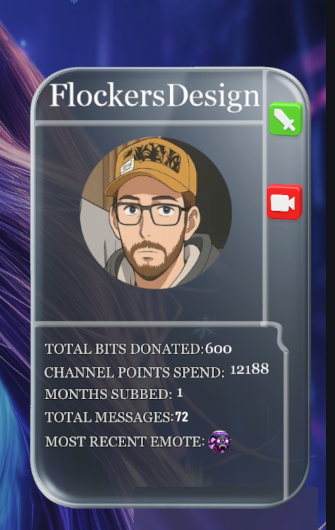 FlockersDesign
TOTAL BITS DONATED:600
CHANNEL POINTS SPEND: 12188
MONTHS SUBBED: 1
TOTAL MESSAGES:72
MOST RECENT EMOTE: